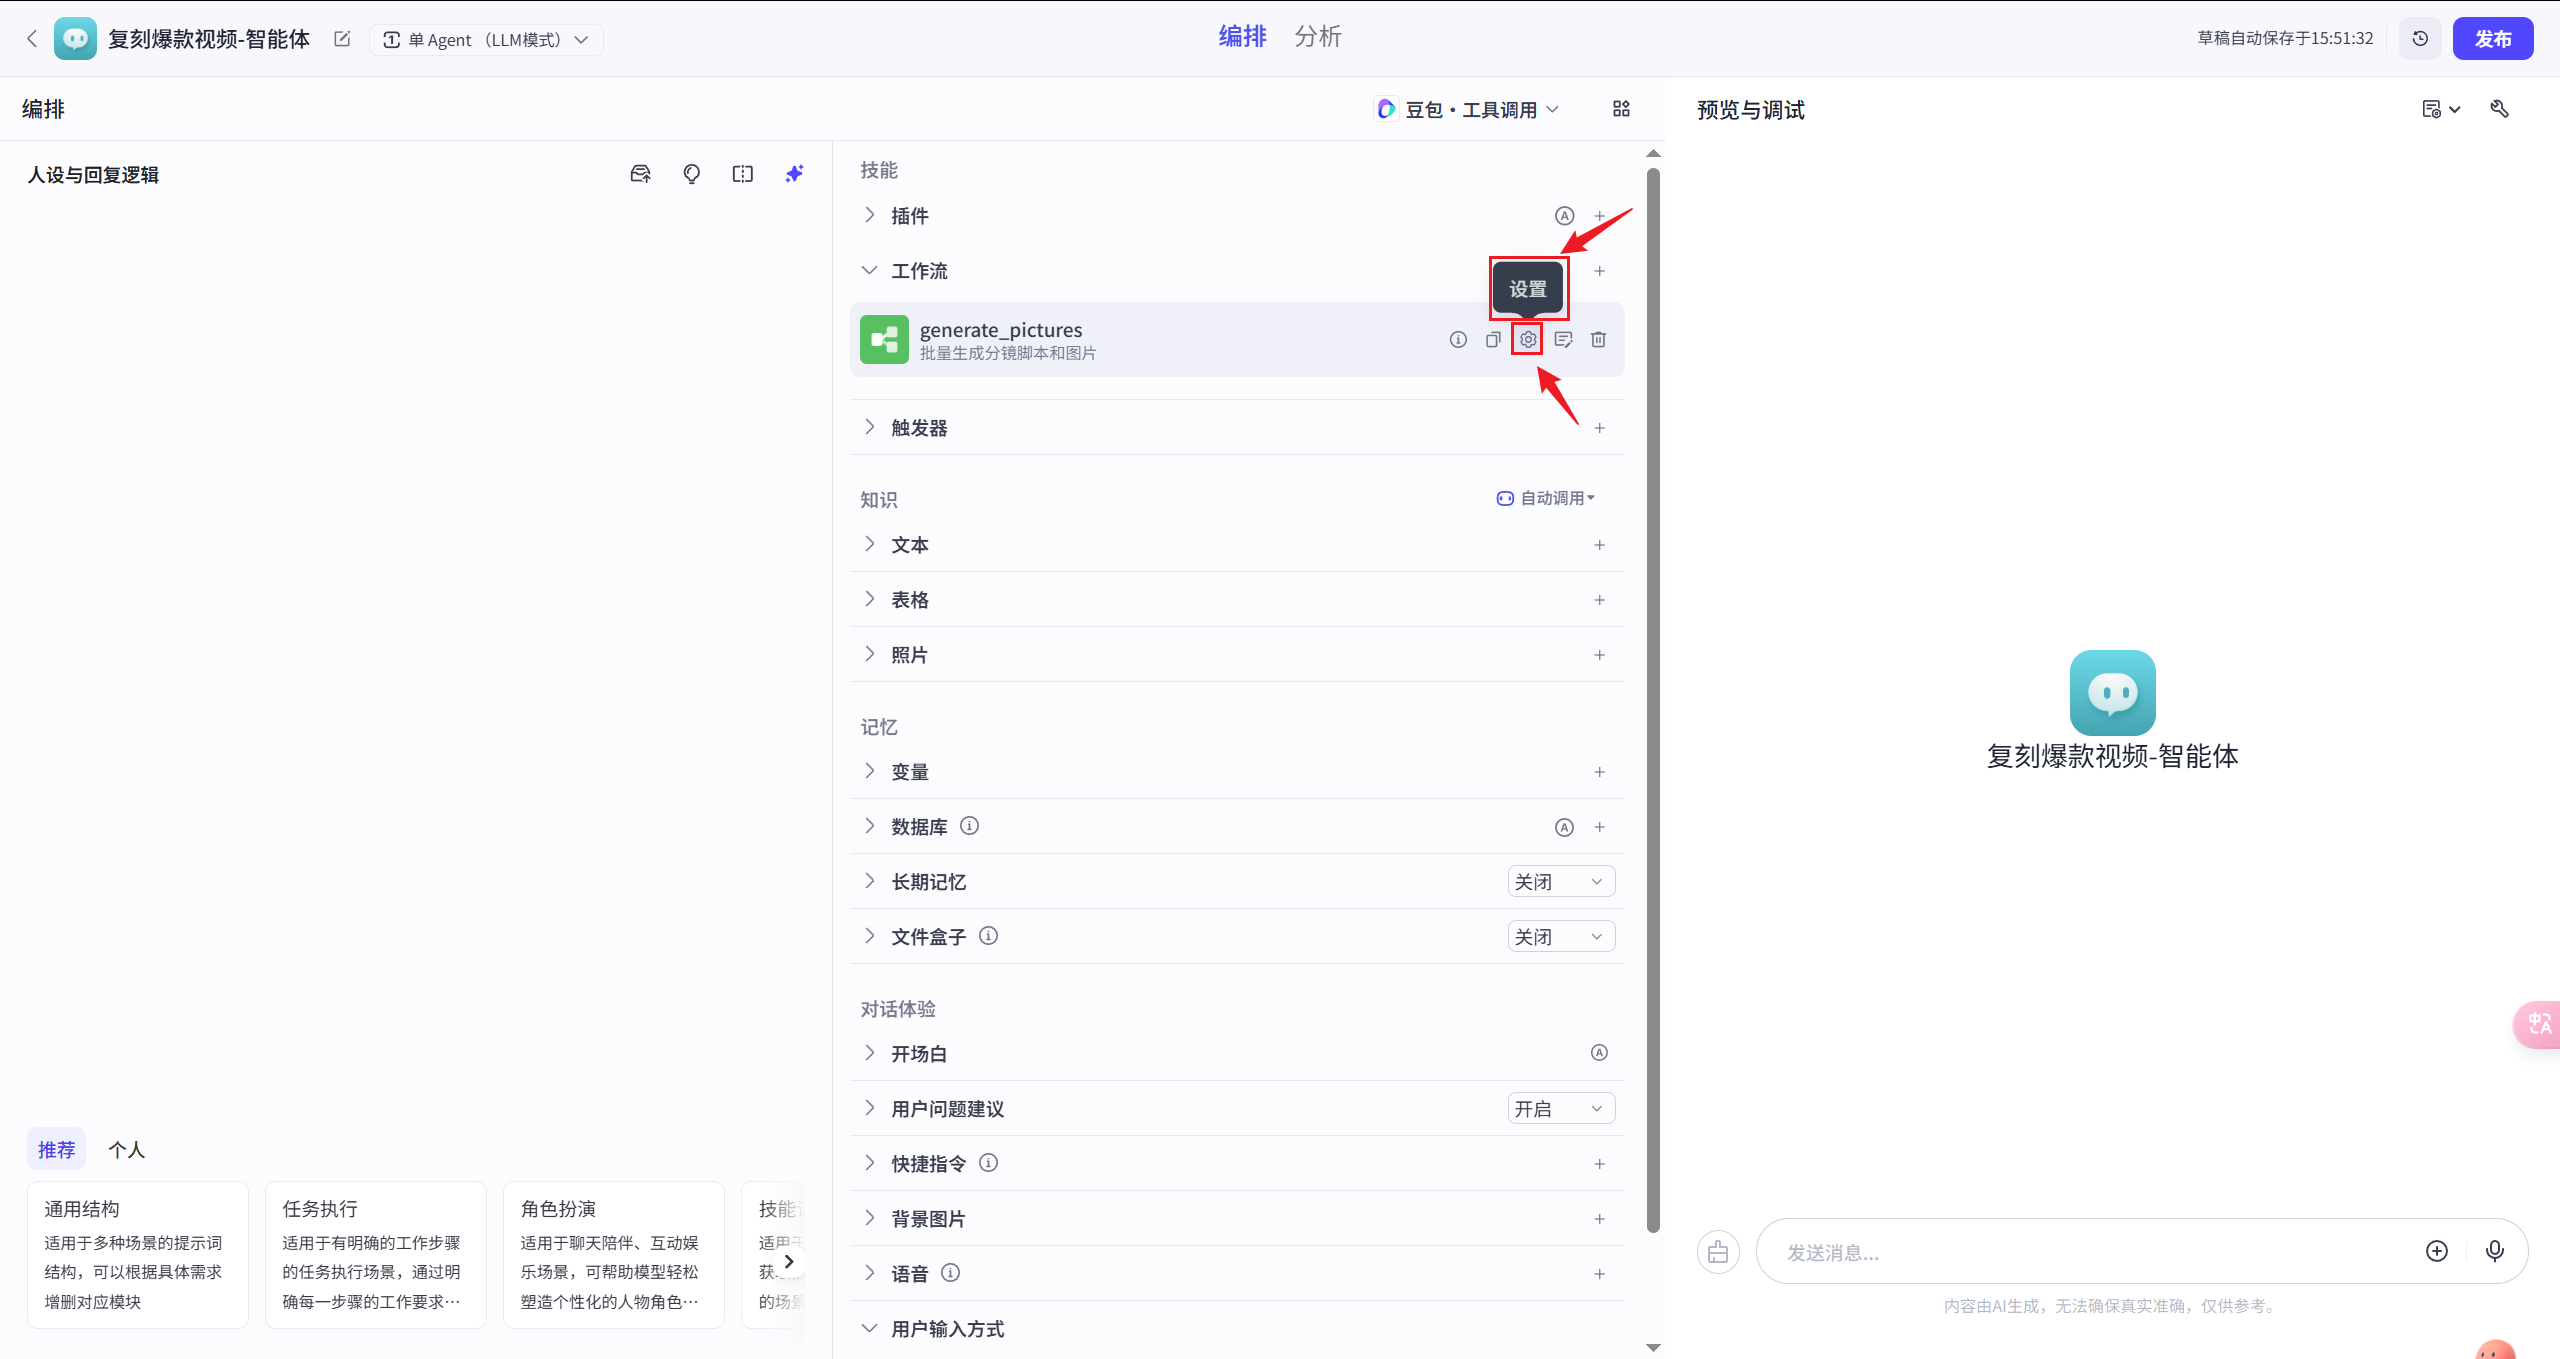 复刻爆款视频-智能体
单 Agent （LLM模式）
编排
分析
草稿自动保存于15:51:32
发布
编排
豆包・工具调用
预览与调试
人设与回复逻辑
技能
插件
工作流
设置
generate_pictures
批量生成分镜脚本和图片
触发器
知识
自动调用
文本
表格
照片
记忆
变量
数据库
长期记忆
关闭
文件盒子
关闭
对话体验
开场白
用户问题建议
开启
快捷指令
背景图片
语音
用户输入方式
推荐
个人
通用结构
适用于多种场景的提示词
结构，可以根据具体需求
增删对应模块
任务执行
适用于有明确的工作步骤
的任务执行场景，通过明
确每一步骤的工作要求…
角色扮演
适用于聊天陪伴、互动娱
乐场景，可帮助模型轻松
塑造个性化的人物角色…
技能
适用
获
的场景
复刻爆款视频-智能体
发送消息...
内容由AI生成，无法确保真实准确，仅供参考。